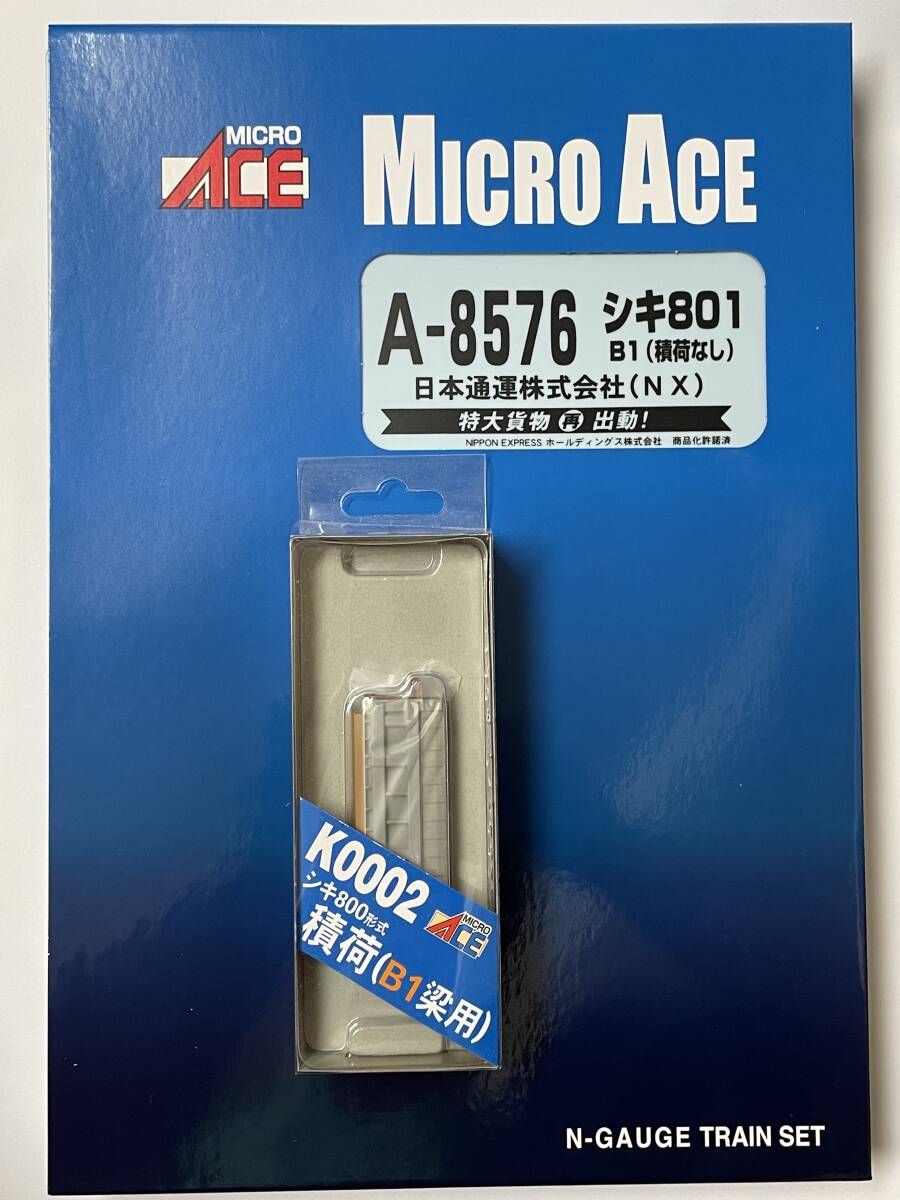 MICRO
ACE
MICRO ACE
A-8576
シキ801
B1(積荷なし)
日本通運株式会社(NX)
特大貨物 再 出動!
NIPPON EXPRESS ホールディングス株式会社 商品化許諾済
K0002
シキ800形式
積荷(B1梁用)
MICRO
ACE
N-GAUGE TRAIN SET